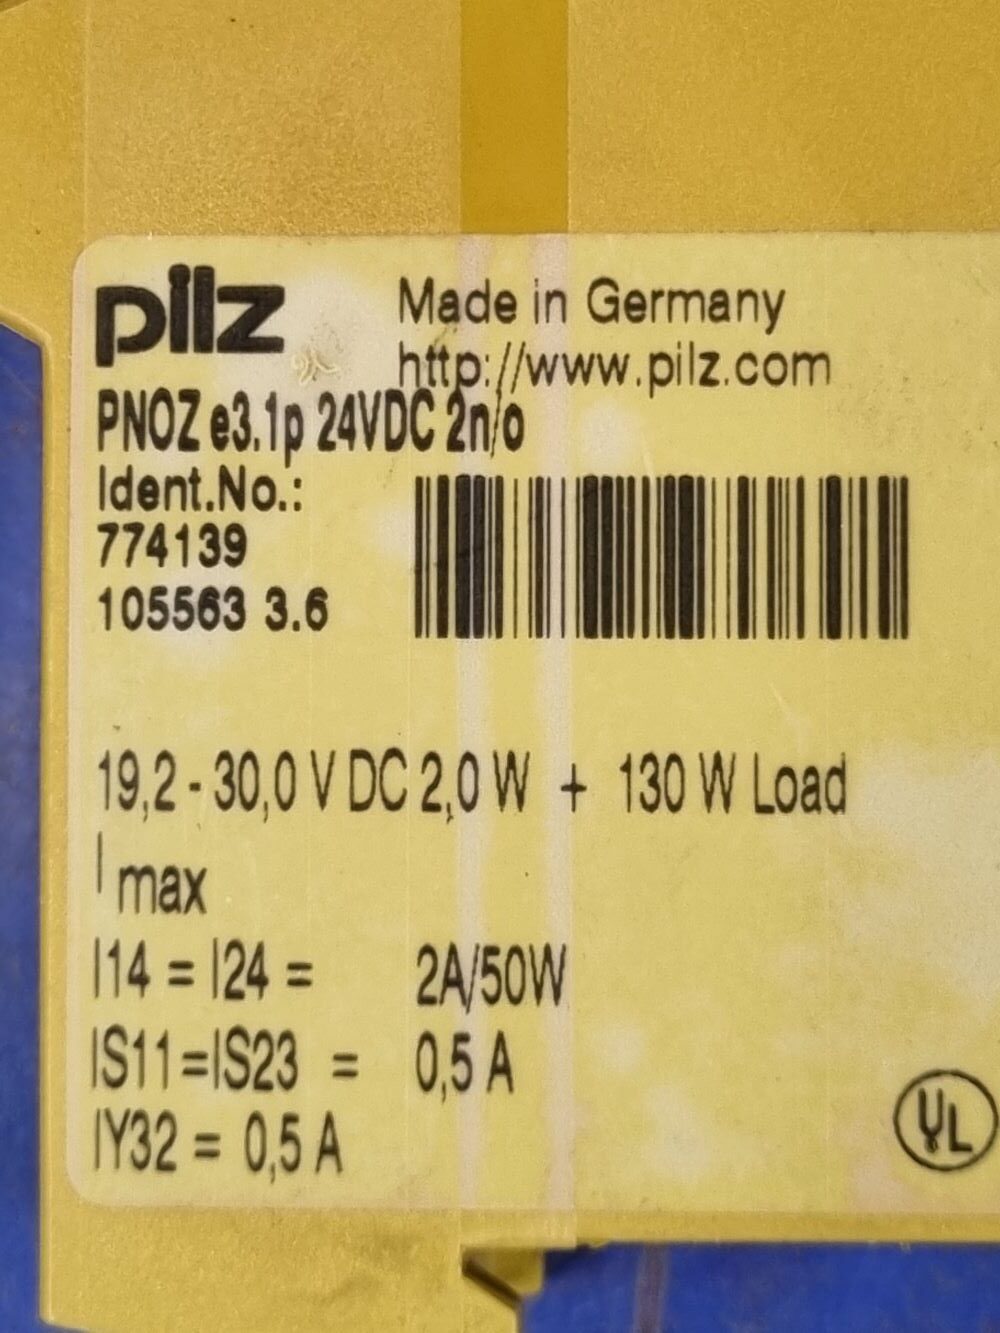 pilz
Made in Germany
http://www.pilz.com
PNOZ e3.1p 24VDC 2n/o
Ident.No.:
774139
105563 3.6
19,2 - 30,0 V DC 2,0 W + 130 W Load
I max
I14 = I24 = 2A/50W
IS11=IS23 = 0,5 A
IY32 = 0,5 A
UL